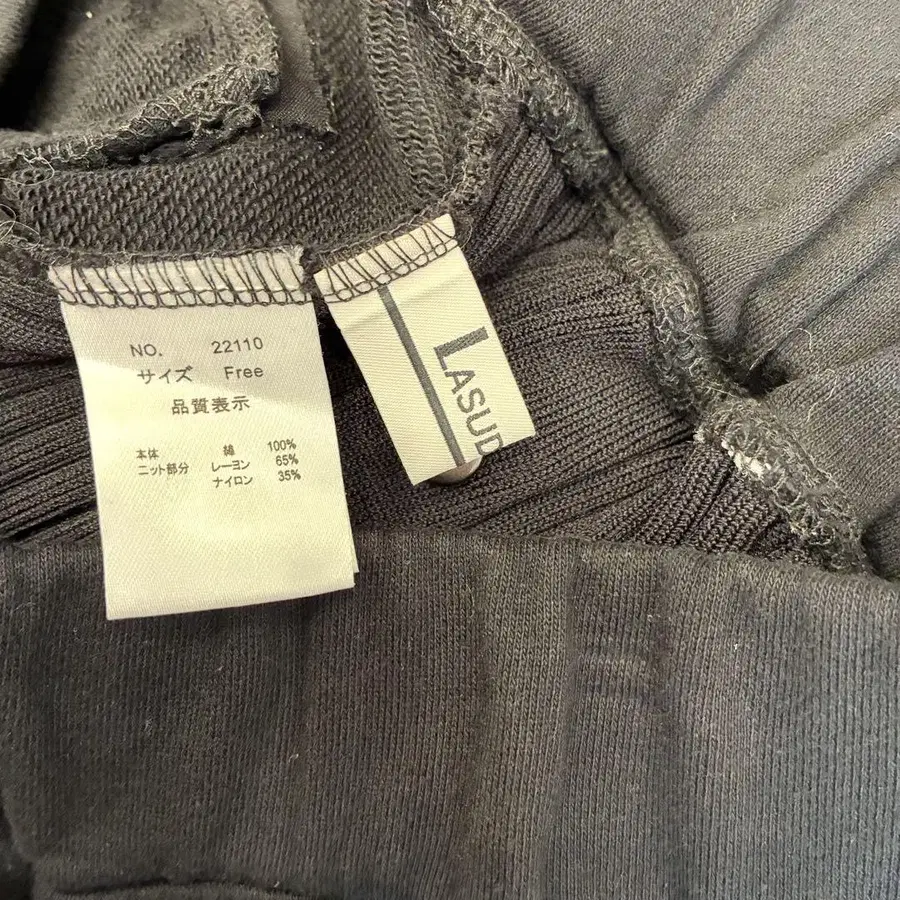 NO. 22110
サイズ Free
品質表示
本体 綿 100%
ニット部分 レーヨン 65%
ナイロン 35%
LASUD